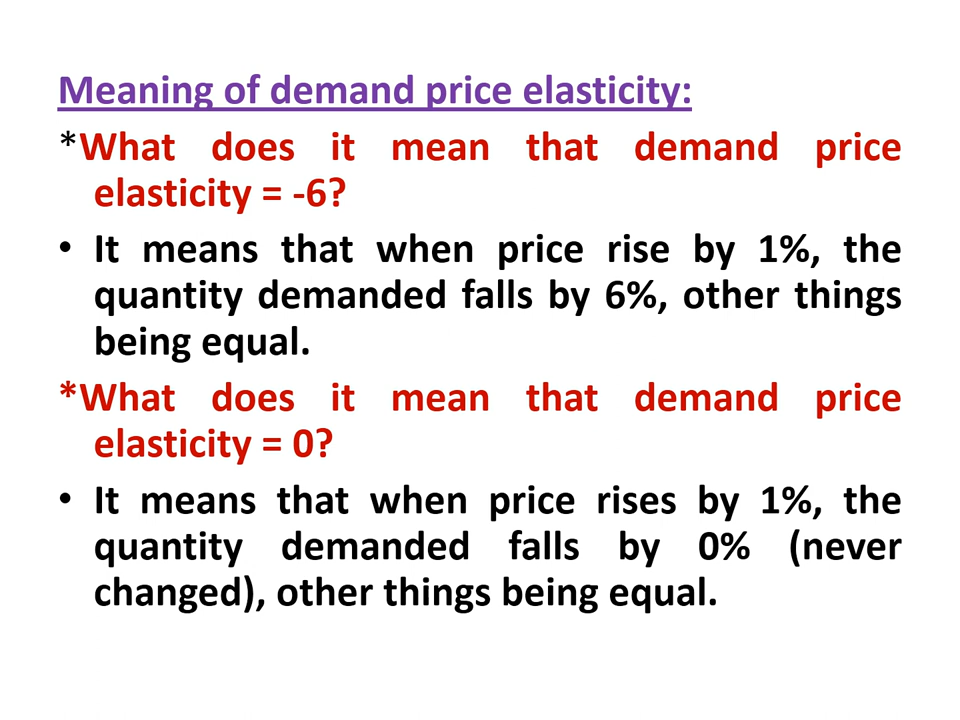 Meaning of demand price elasticity:
*What does it mean that demand price
elasticity = -6?
• It means that when price rise by 1%, the
quantity demanded falls by 6%, other things
being equal.
*What does it mean that demand price
elasticity = 0?
• It means that when price rises by 1%, the
quantity demanded falls by 0% (never
changed), other things being equal.